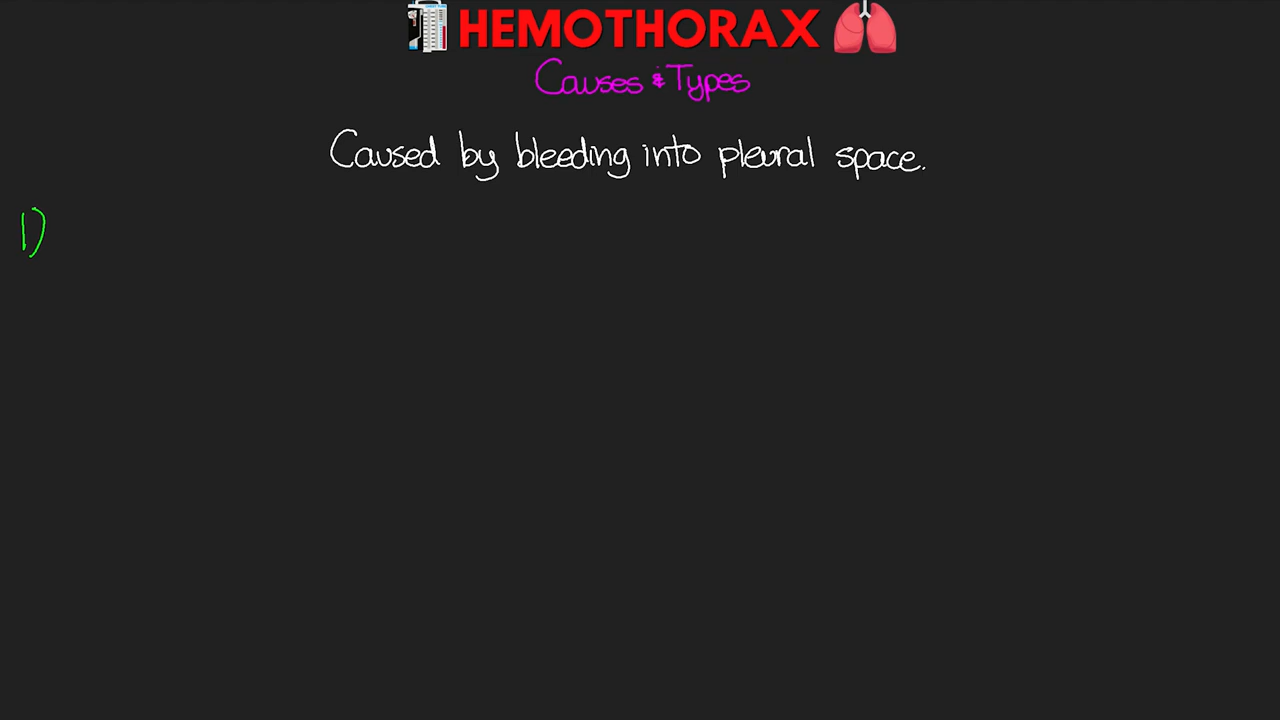 HEMOTHORAX
Causes & Types
Caused by bleeding into pleural space.
1)